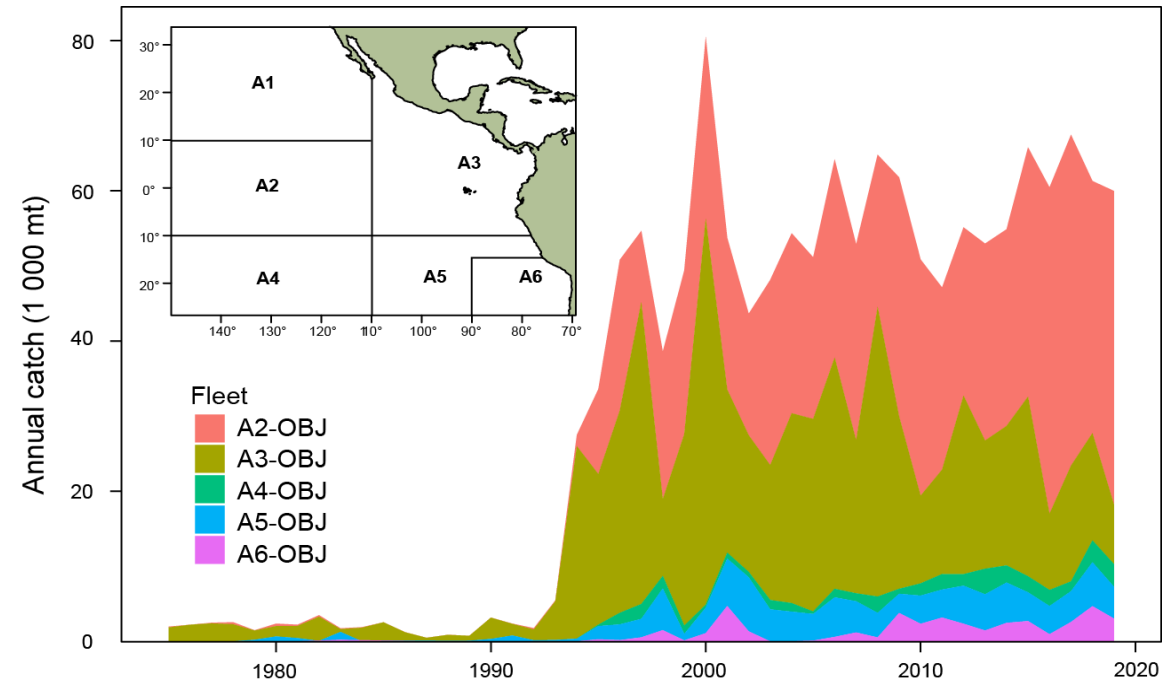 80
60
40
20
0
Annual catch (1 000 mt)
30°
20°
10°
0°
10°
20°
A1
A2
A3
A4
A5
A6
140°
130°
120°
110°
100°
90°
80°
70°
Fleet
A2-OBJ
A3-OBJ
A4-OBJ
A5-OBJ
A6-OBJ
1980
1990
2000
2010
2020